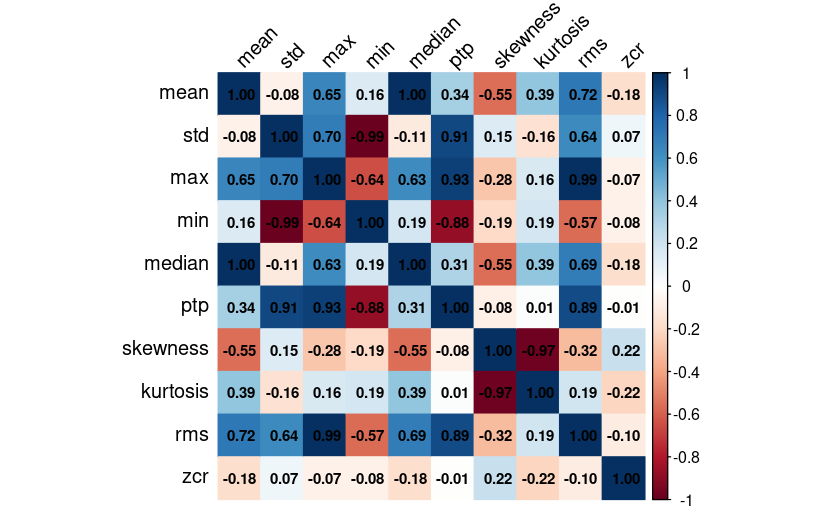 mean std max min median ptp skewness kurtosis rms zcr
mean 1.00 -0.08 0.65 0.16 1.00 0.34 -0.55 0.39 0.72 -0.18
std -0.08 1.00 0.70 -0.99 -0.11 0.91 0.15 -0.16 0.64 0.07
max 0.65 0.70 1.00 -0.64 0.63 0.93 -0.28 0.16 0.99 -0.07
min 0.16 -0.99 -0.64 1.00 0.19 -0.88 -0.19 0.19 -0.57 -0.08
median 1.00 -0.11 0.63 0.19 1.00 0.31 -0.55 0.39 0.69 -0.18
ptp 0.34 0.91 0.93 -0.88 0.31 1.00 -0.08 0.01 0.89 -0.01
skewness -0.55 0.15 -0.28 -0.19 -0.55 -0.08 1.00 -0.97 -0.32 0.22
kurtosis 0.39 -0.16 0.16 0.19 0.39 0.01 -0.97 1.00 0.19 -0.22
rms 0.72 0.64 0.99 -0.57 0.69 0.89 -0.32 0.19 1.00 -0.10
zcr -0.18 0.07 -0.07 -0.08 -0.18 -0.01 0.22 -0.22 -0.10 1.00
1
0.8
0.6
0.4
0.2
0
-0.2
-0.4
-0.6
-0.8
-1